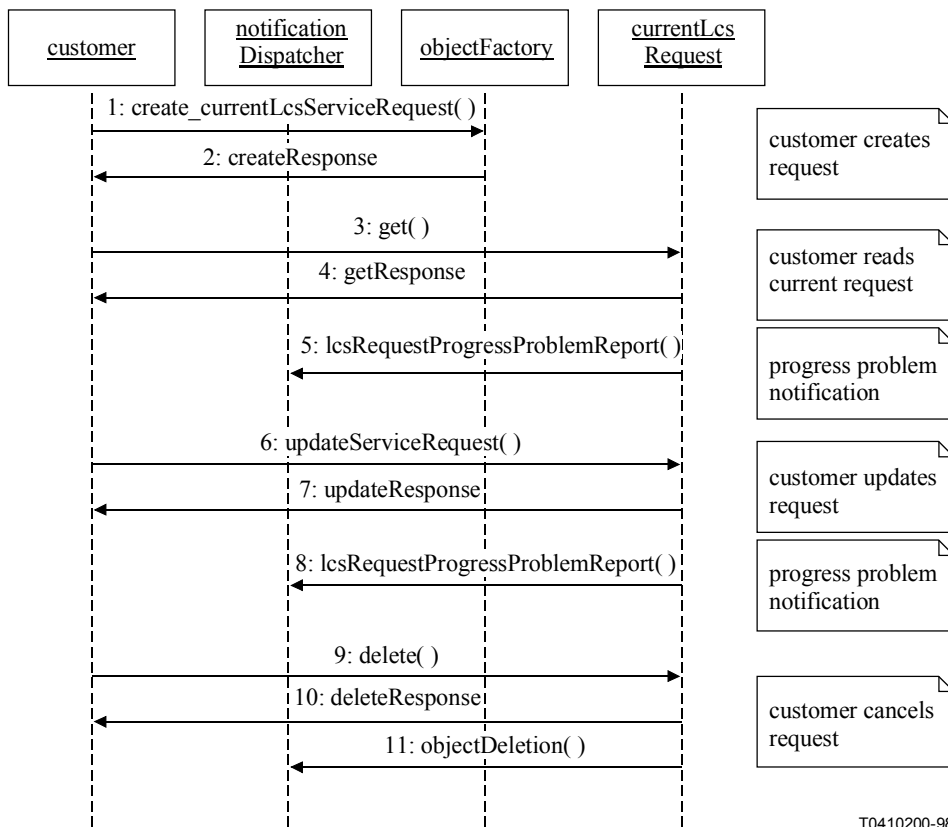 customer
notification
Dispatcher
objectFactory
currentLcs
Request
1: create_currentLcsServiceRequest( )
customer creates
request
2: createResponse
3: get( )
customer reads
current request
4: getResponse
5: lcsRequestProgressProblemReport( )
progress problem
notification
6: updateServiceRequest( )
customer updates
request
7: updateResponse
8: lcsRequestProgressProblemReport( )
progress problem
notification
9: delete( )
10: deleteResponse
customer cancels
request
11: objectDeletion( )
T0410200-98